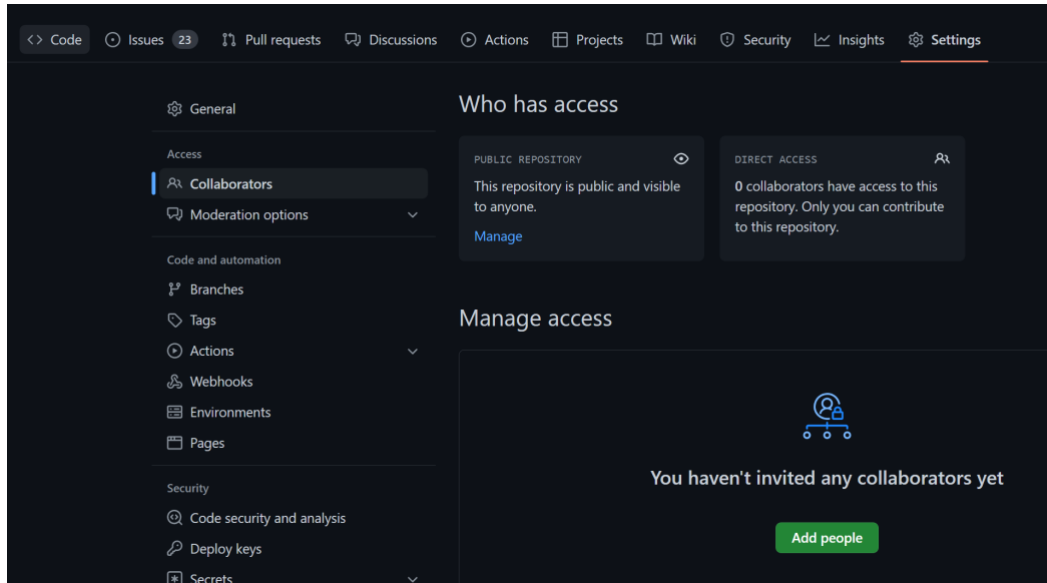 Code
Issues 23
Pull requests
Discussions
Actions
Projects
Wiki
Security
Insights
Settings
General
Access
Collaborators
Moderation options
Code and automation
Branches
Tags
Actions
Webhooks
Environments
Pages
Security
Code security and analysis
Deploy keys
Secrets
Who has access
PUBLIC REPOSITORY
This repository is public and visible
to anyone.
Manage
DIRECT ACCESS
0 collaborators have access to this
repository. Only you can contribute
to this repository.
Manage access
You haven't invited any collaborators yet
Add people